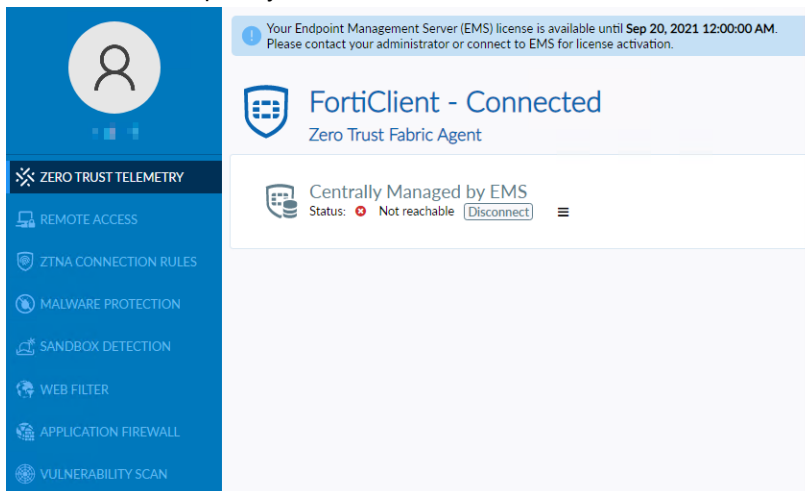 Your Endpoint Management Server (EMS) license is available until Sep 20, 2021 12:00:00 AM.
Please contact your administrator or connect to EMS for license activation.
FortiClient - Connected
Zero Trust Fabric Agent
ZERO TRUST TELEMETRY
REMOTE ACCESS
ZTNA CONNECTION RULES
MALWARE PROTECTION
SANDBOX DETECTION
WEB FILTER
APPLICATION FIREWALL
VULNERABILITY SCAN
Centrally Managed by EMS
Status: Not reachable Disconnect